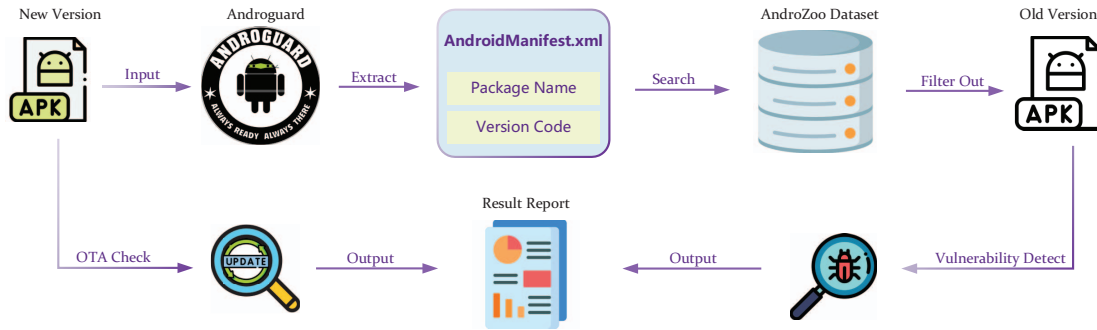 New Version
Androguard
AndroZoo Dataset
Old Version
APK
Input
ANDROGUARD
ALWAYS READY ALWAYS THERE
Extract
AndroidManifest.xml
Package Name
Version Code
Search
Filter Out
APK
OTA Check
UPDATE
Output
Result Report
Output
Vulnerability Detect